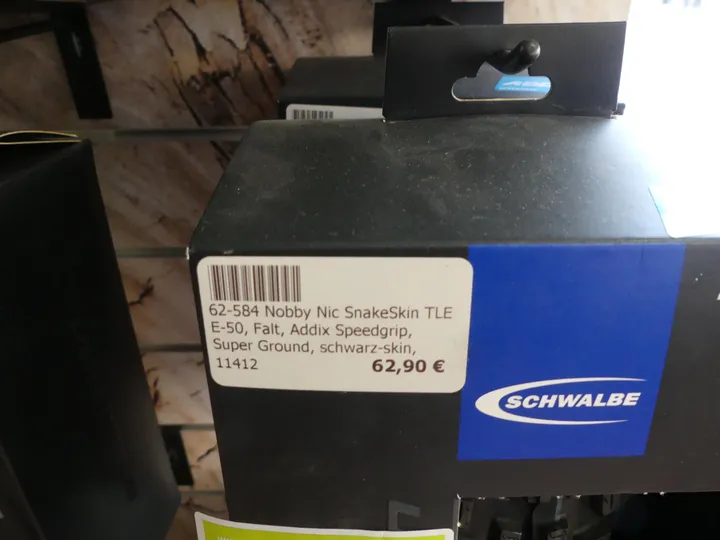 62-584 Nobby Nic SnakeSkin TLE
E-50, Falt, Addix Speedgrip,
Super Ground, schwarz-skin,
11412 62,90 €
SCHWALBE